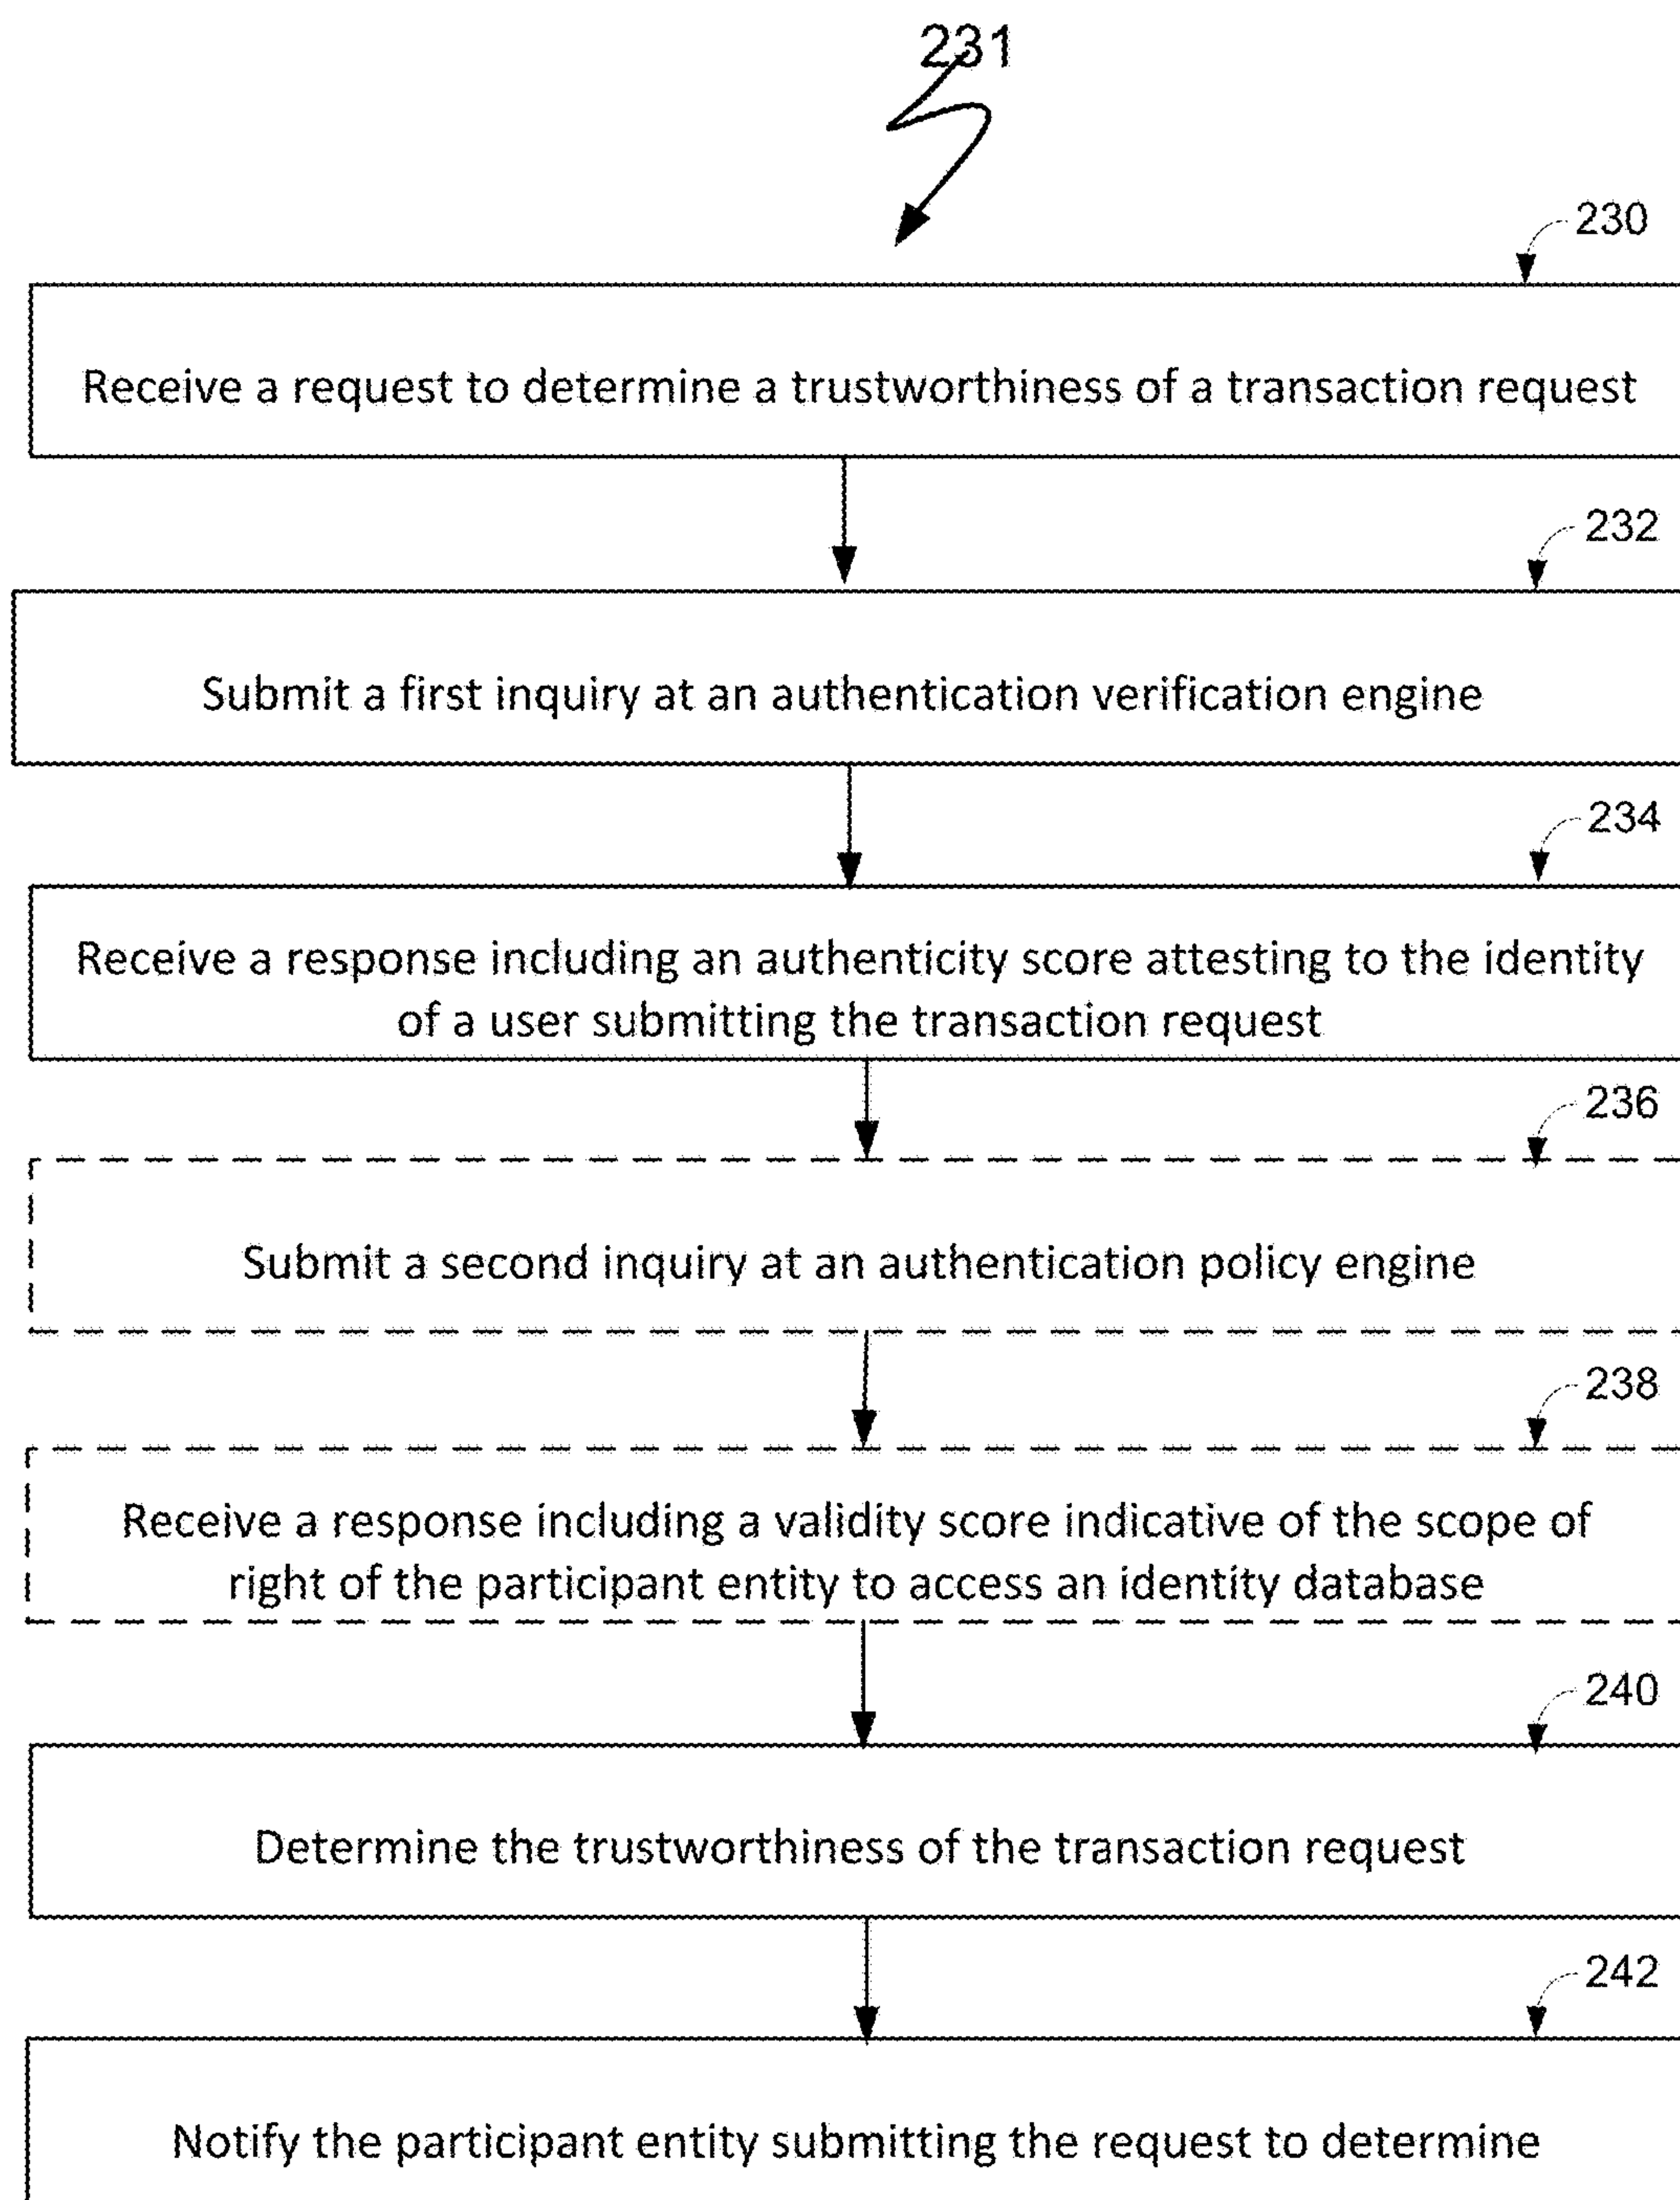 231
230
Receive a request to determine a trustworthiness of a transaction request
232
Submit a first inquiry at an authentication verification engine
234
Receive a response including an authenticity score attesting to the identity
of a user submitting the transaction request
236
Submit a second inquiry at an authentication policy engine
238
Receive a response including a validity score indicative of the scope of
right of the participant entity to access an identity database
240
Determine the trustworthiness of the transaction request
242
Notify the participant entity submitting the request to determine